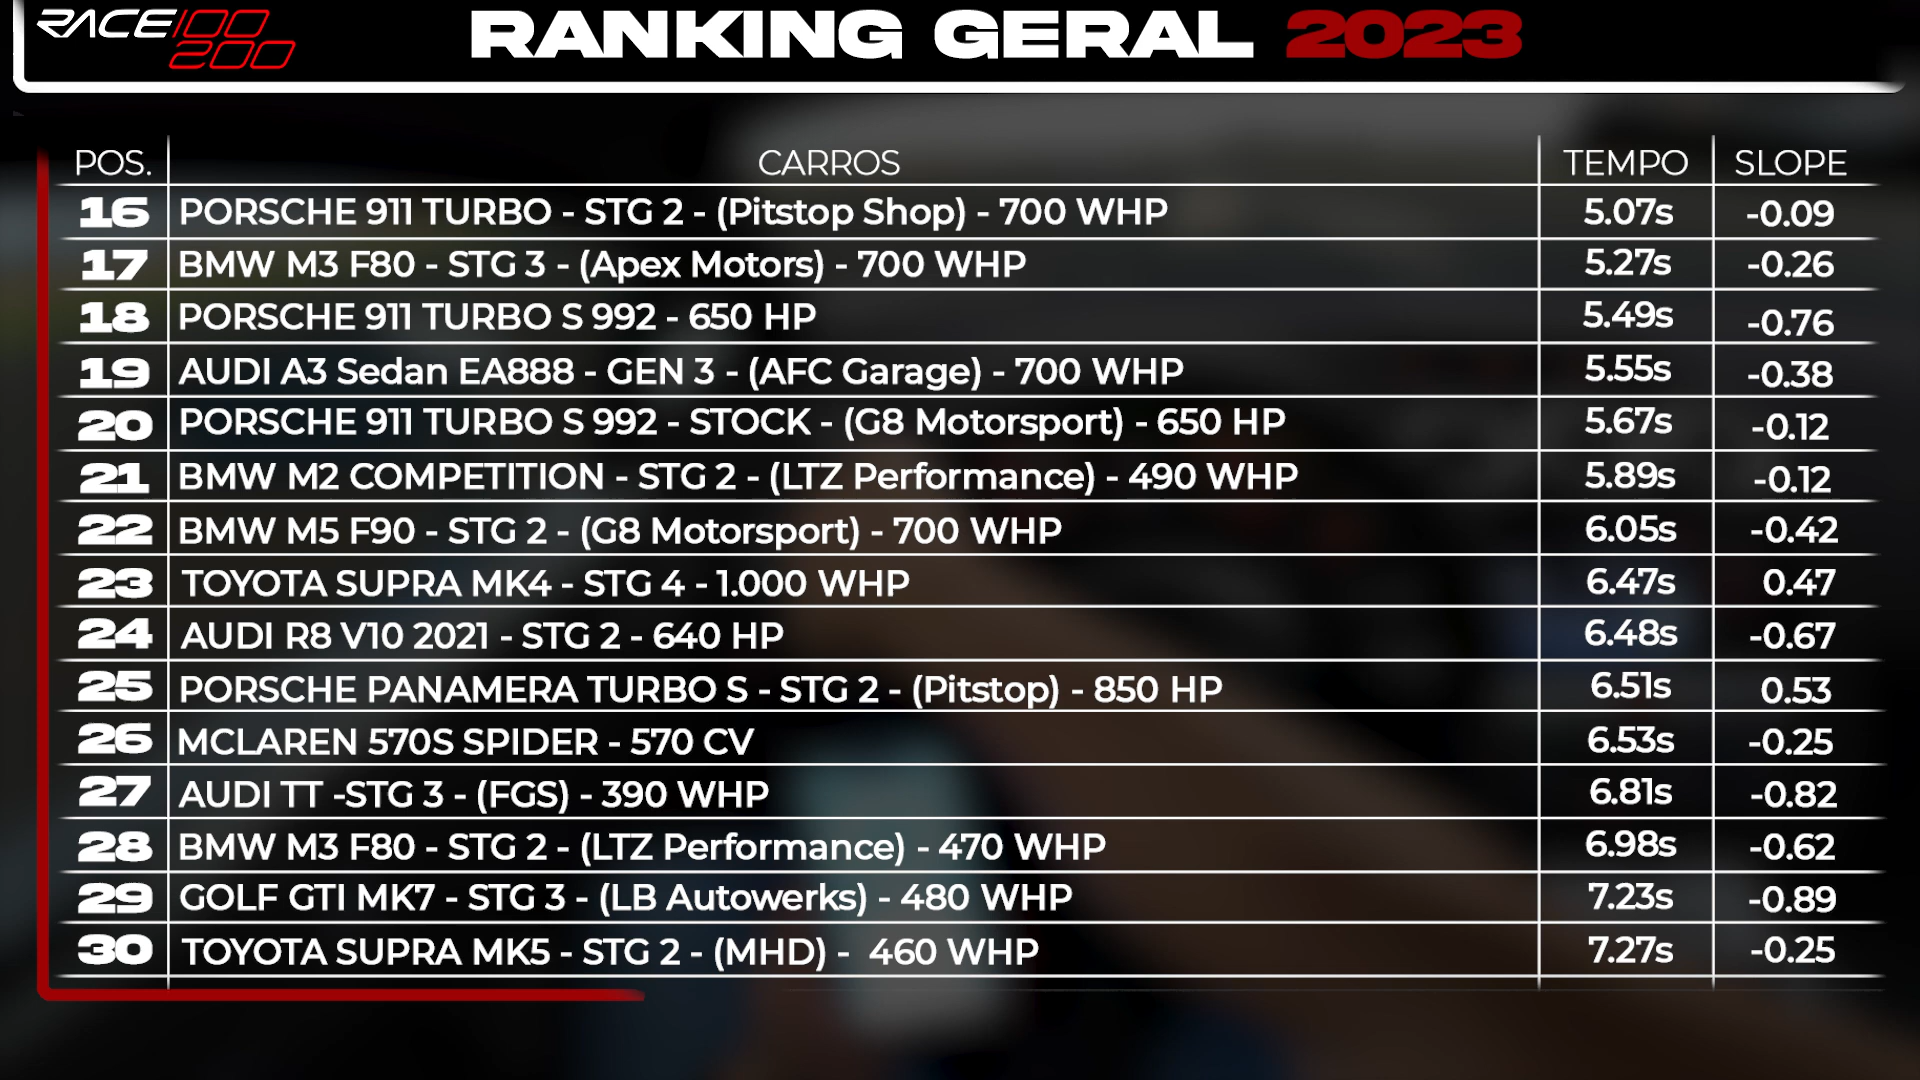 RACE100 200
RANKING GERAL 2023
POS. CARROS TEMPO SLOPE
16 PORSCHE 911 TURBO - STG 2 - (Pitstop Shop) - 700 WHP 5.07s -0.09
17 BMW M3 F80 - STG 3 - (Apex Motors) - 700 WHP 5.27s -0.26
18 PORSCHE 911 TURBO S 992 - 650 HP 5.49s -0.76
19 AUDI A3 Sedan EA888 - GEN 3 - (AFC Garage) - 700 WHP 5.55s -0.38
20 PORSCHE 911 TURBO S 992 - STOCK - (G8 Motorsport) - 650 HP 5.67s -0.12
21 BMW M2 COMPETITION - STG 2 - (LTZ Performance) - 490 WHP 5.89s -0.12
22 BMW M5 F90 - STG 2 - (G8 Motorsport) - 700 WHP 6.05s -0.42
23 TOYOTA SUPRA MK4 - STG 4 - 1.000 WHP 6.47s 0.47
24 AUDI R8 V10 2021 - STG 2 - 640 HP 6.48s -0.67
25 PORSCHE PANAMERA TURBO S - STG 2 - (Pitstop) - 850 HP 6.51s 0.53
26 MCLAREN 570S SPIDER - 570 CV 6.53s -0.25
27 AUDI TT -STG 3 - (FGS) - 390 WHP 6.81s -0.82
28 BMW M3 F80 - STG 2 - (LTZ Performance) - 470 WHP 6.98s -0.62
29 GOLF GTI MK7 - STG 3 - (LB Autowerks) - 480 WHP 7.23s -0.89
30 TOYOTA SUPRA MK5 - STG 2 - (MHD) - 460 WHP 7.27s -0.25